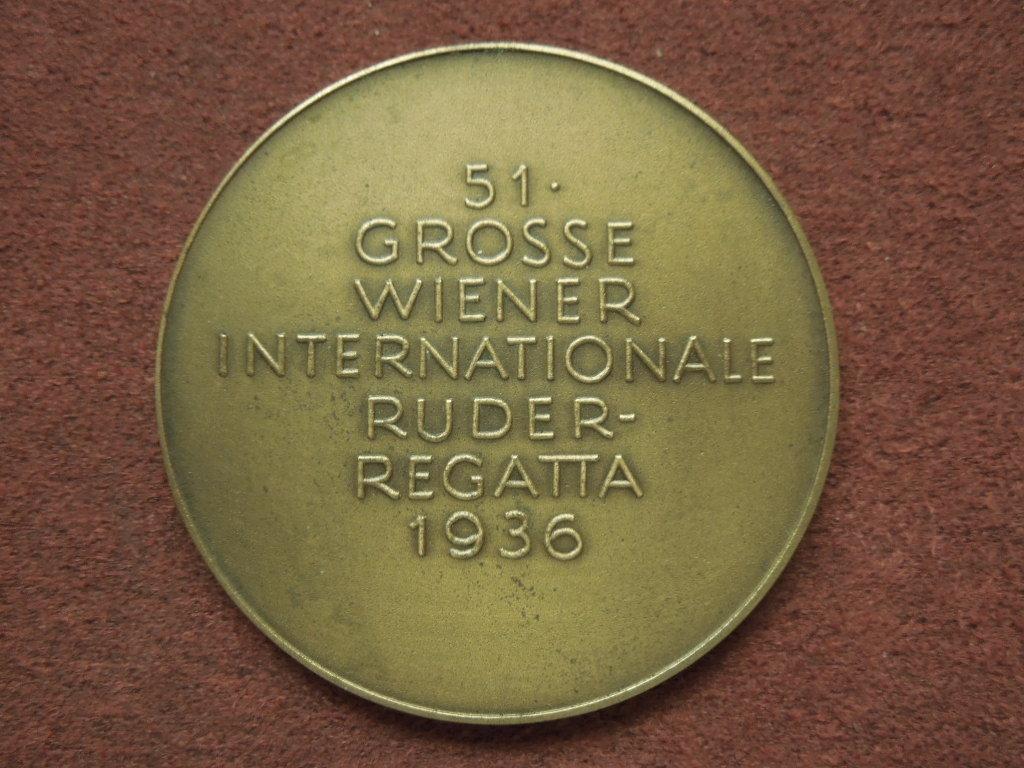 51.
GROSSE
WIENER
INTERNATIONALE
RUDER-
REGATTA
1936